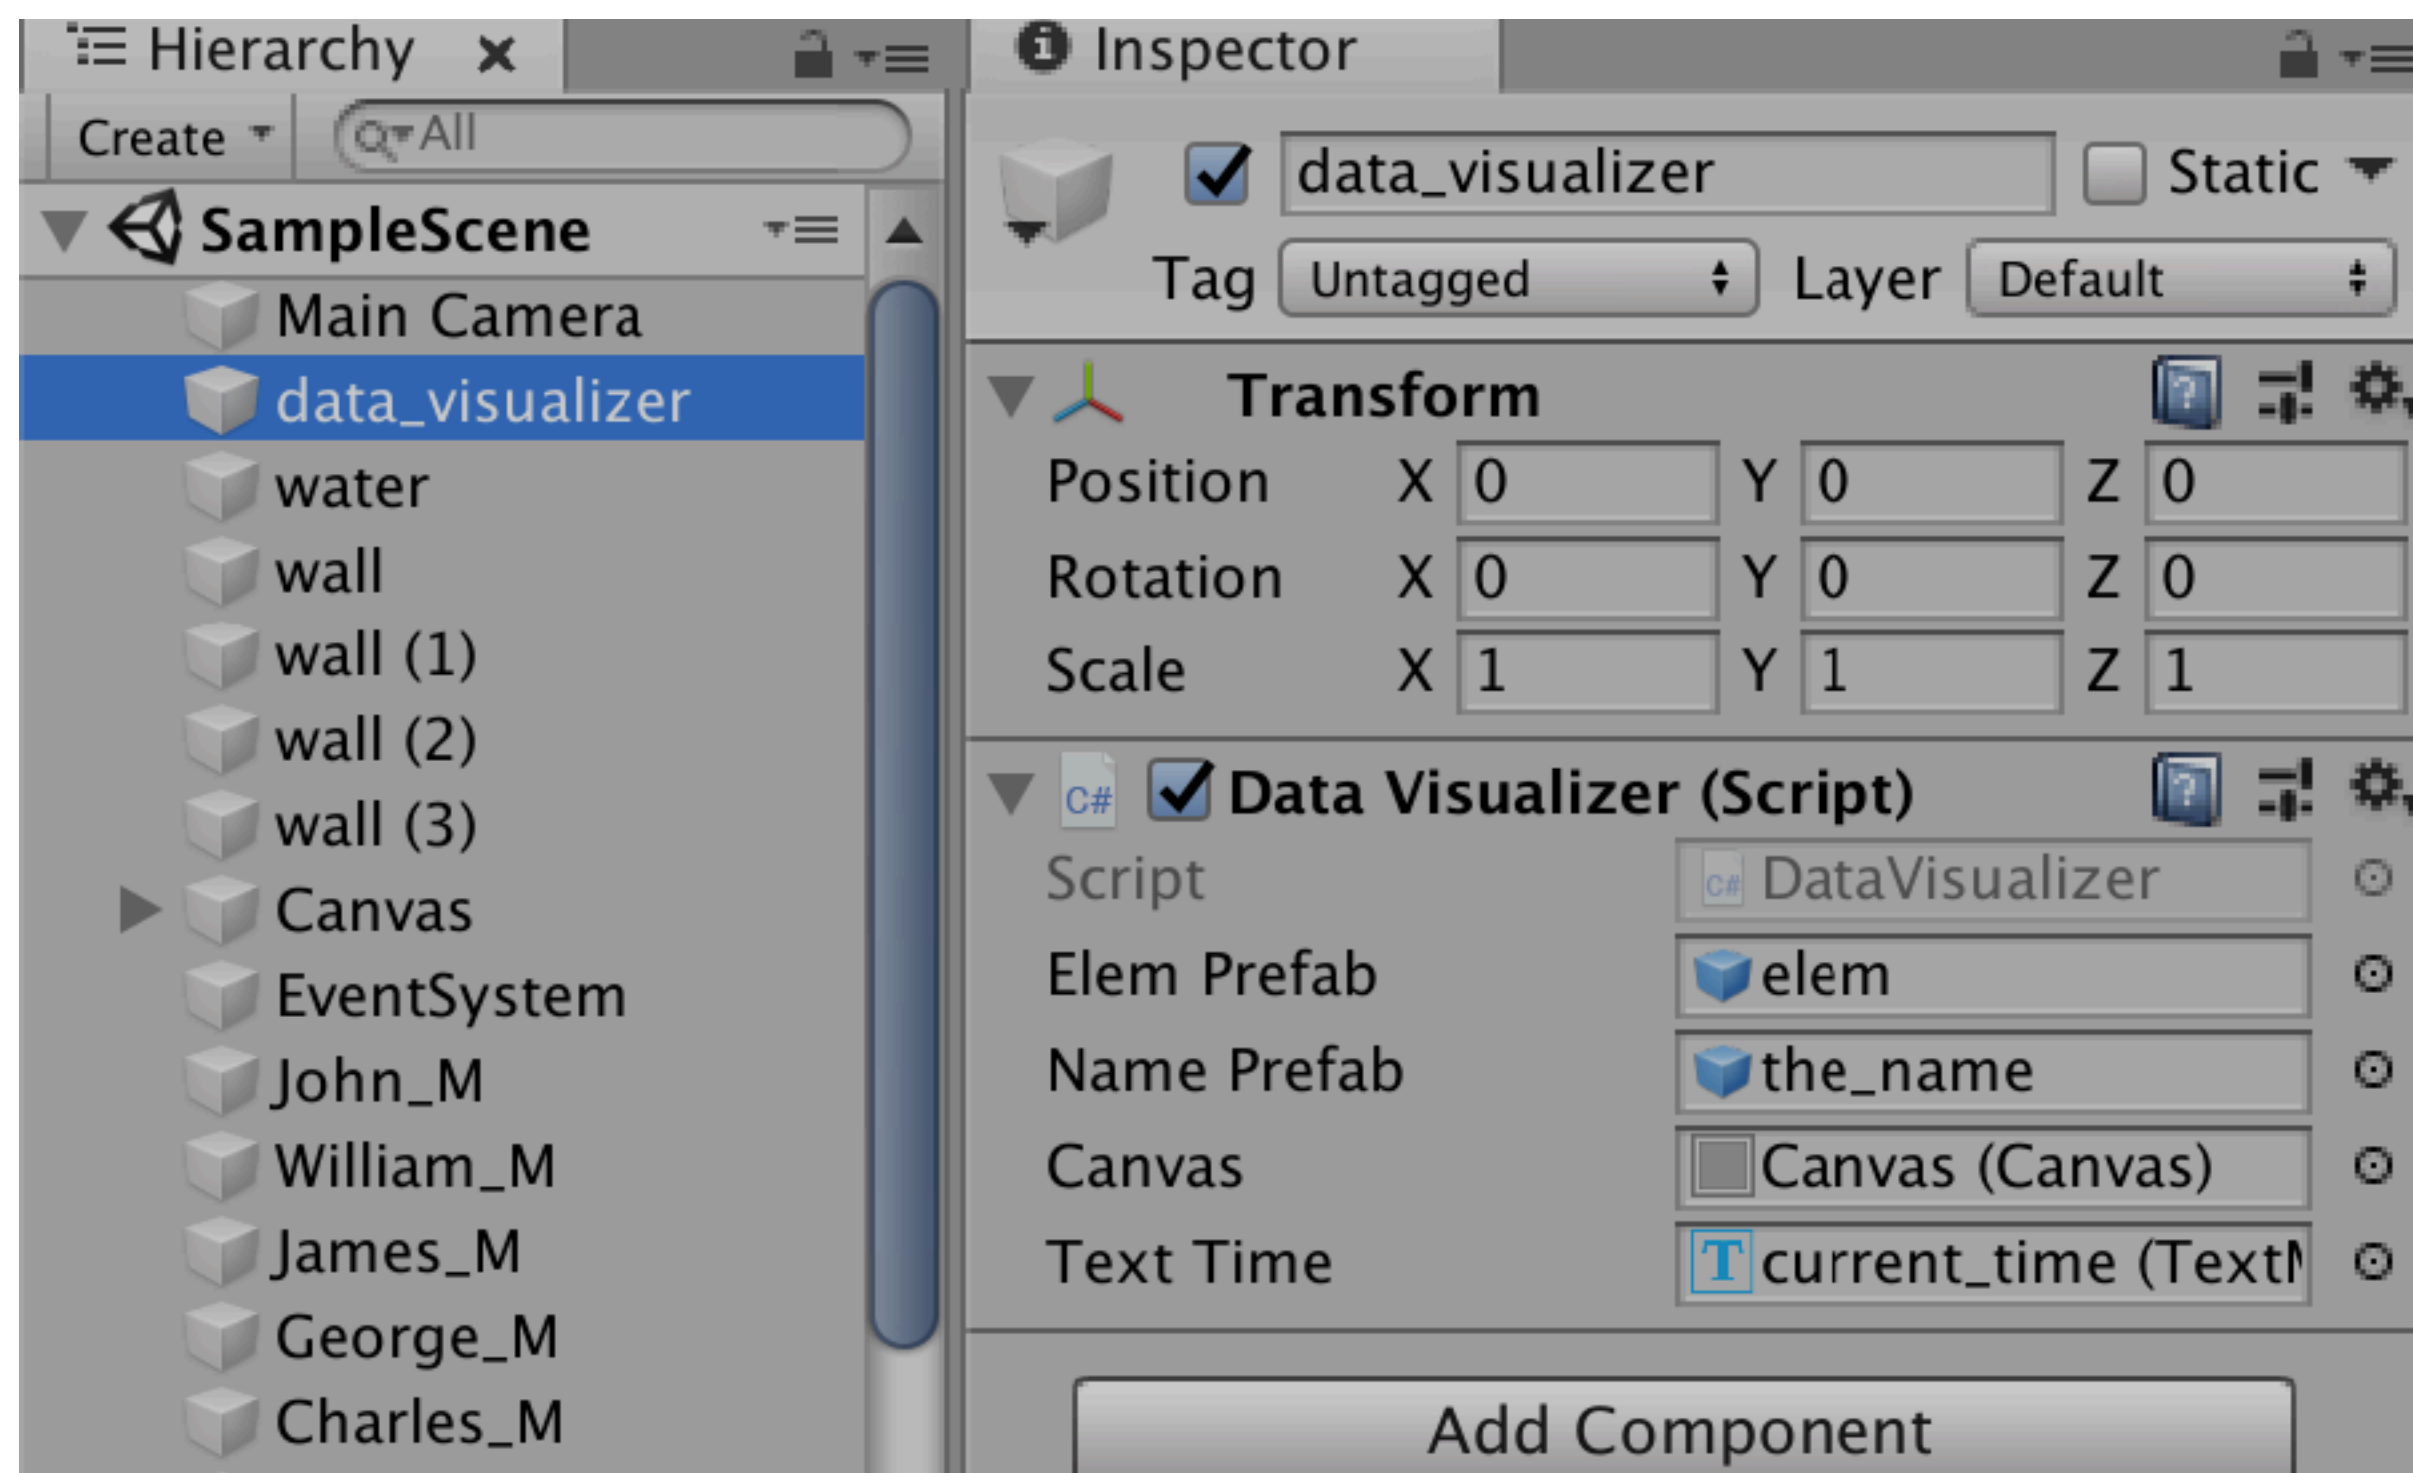 Hierarchy
Create
All
SampleScene
Main Camera
data_visualizer
water
wall
wall (1)
wall (2)
wall (3)
Canvas
EventSystem
John_M
William_M
James_M
George_M
Charles_M
Inspector
data_visualizer Static
Tag Untagged Layer Default
Transform
Position X 0 Y 0 Z 0
Rotation X 0 Y 0 Z 0
Scale X 1 Y 1 Z 1
C# Data Visualizer (Script)
Script C# DataVisualizer
Elem Prefab elem
Name Prefab the_name
Canvas Canvas (Canvas)
Text Time T current_time (Text
Add Component